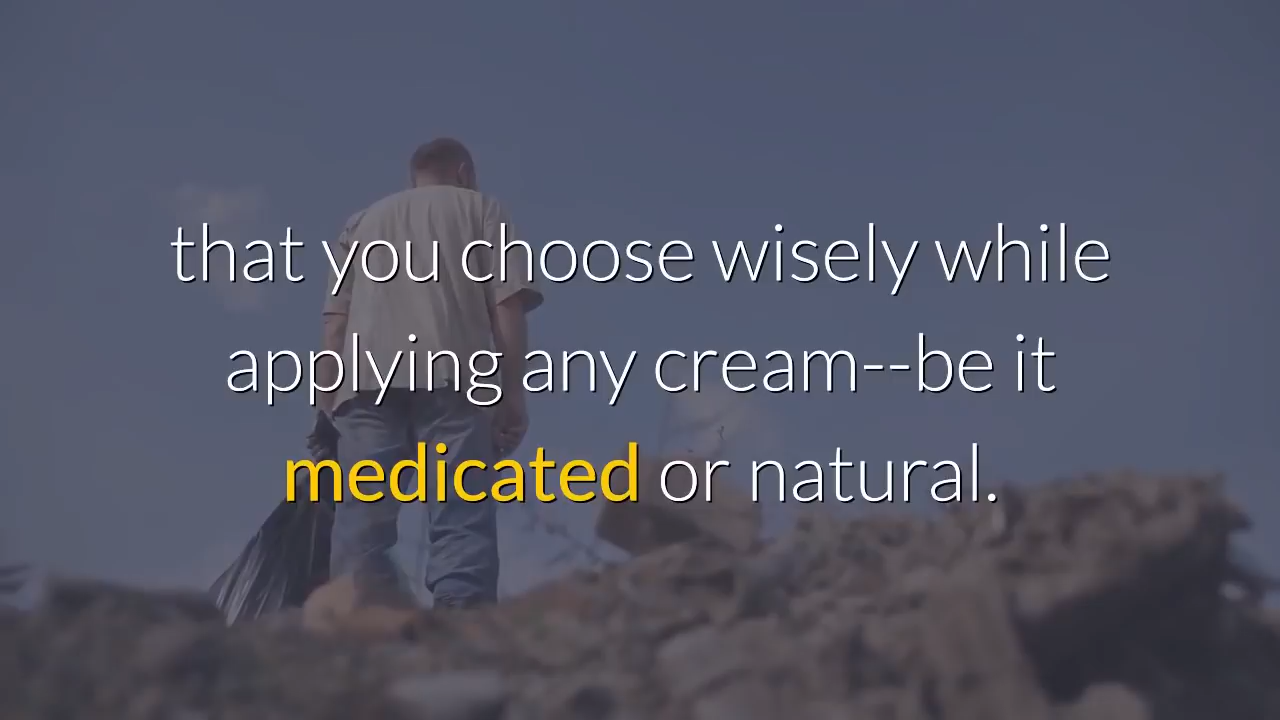 that you choose wisely while
applying any cream--be it
medicated or natural.